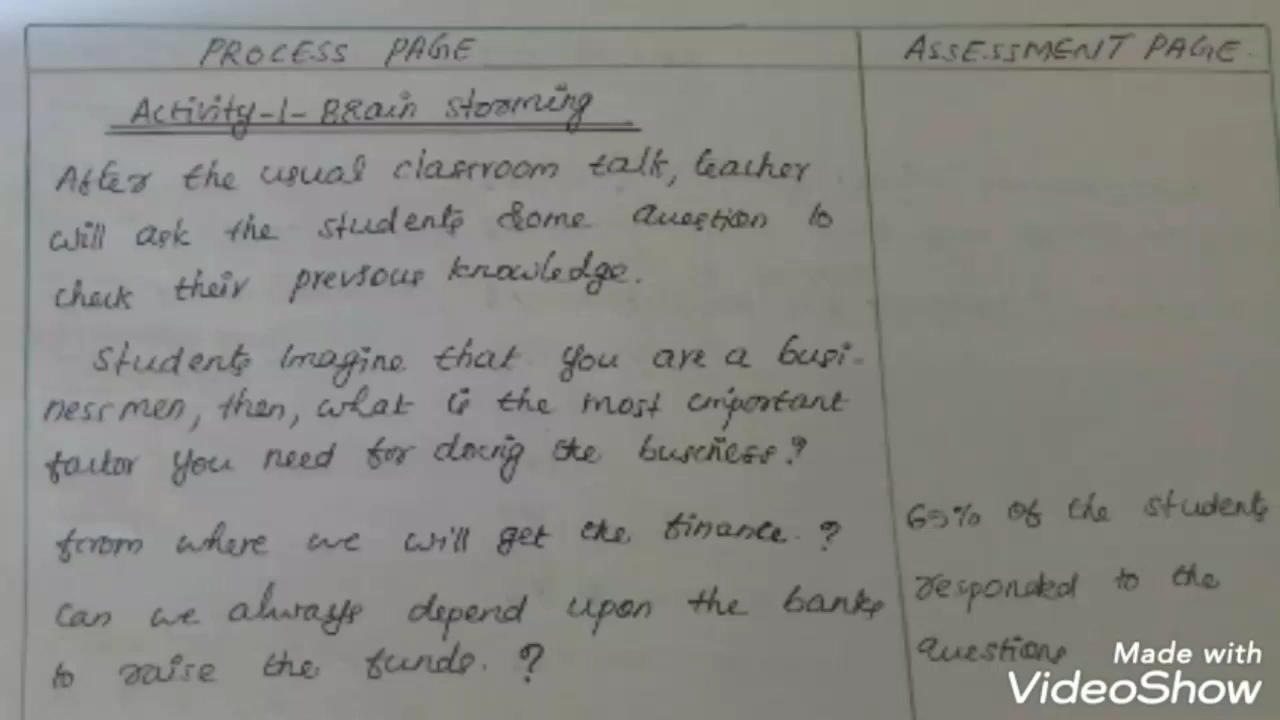 PROCESS PAGE
ASSESSMENT PAGE.
Activity-1-Brain storming
After the usual classroom talk, teacher
will ask the students some question to
check their previous knowledge.
Students imagine that you are a busi-
nessmen, then, what is the most important
factor you need for doing the business?
from where we will get the finance.?
Can we always depend upon the banks
to raise the funds.?
of the students
responded to the
questions
Made with
VideoShow